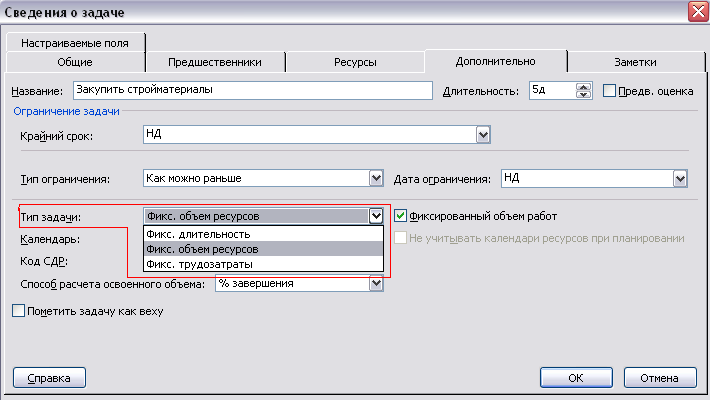 Сведения о задаче
Настраиваемые поля
Общие Предшественники Ресурсы Дополнительно Заметки
Название: Закупить стройматериалы Длительность: 5д Предв. оценка
Ограничение задачи
Крайний срок: НД
Тип ограничения: Как можно раньше Дата ограничения: НД
Тип задачи: Фикс. объем ресурсов Фиксированный объем работ
Календарь: Фикс. длительность Не учитывать календари ресурсов при планировании
Фикс. объем ресурсов
Код СДР: Фикс. трудозатраты
Способ расчета освоенного объема: % завершения
Пометить задачу как веху
Справка ОК Отмена